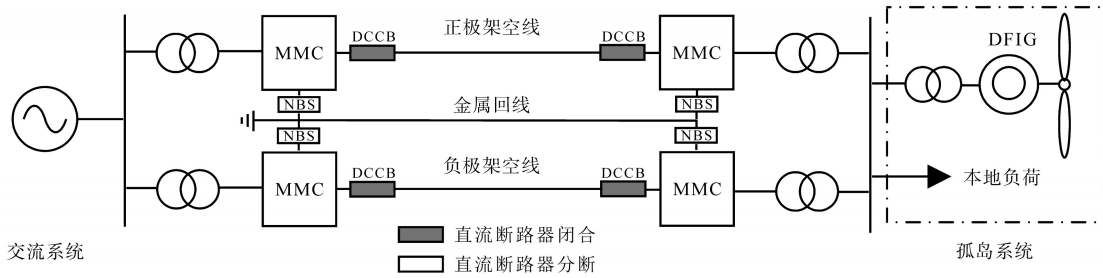 DCCB 正极架空线 DCCB
DFIG
MMC MMC
NBS 金属回线 NBS
NBS NBS
DCCB 负极架空线 DCCB
MMC MMC
本地负荷
直流断路器闭合
交流系统 孤岛系统
直流断路器分断